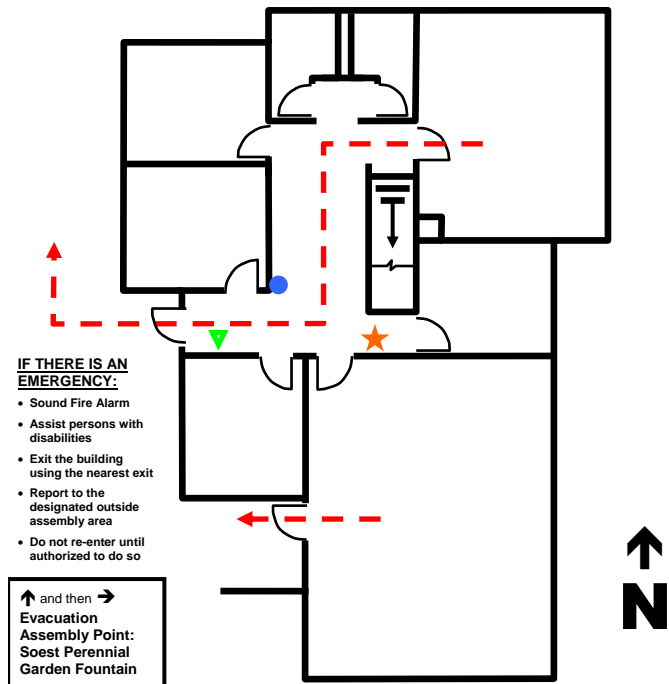 IF THERE IS AN
EMERGENCY:
• Sound Fire Alarm
• Assist persons with
disabilities
• Exit the building
using the nearest exit
• Report to the
designated outside
assembly area
• Do not re-enter until
authorized to do so
↑ and then →
Evacuation
Assembly Point:
Soest Perennial
Garden Fountain
N